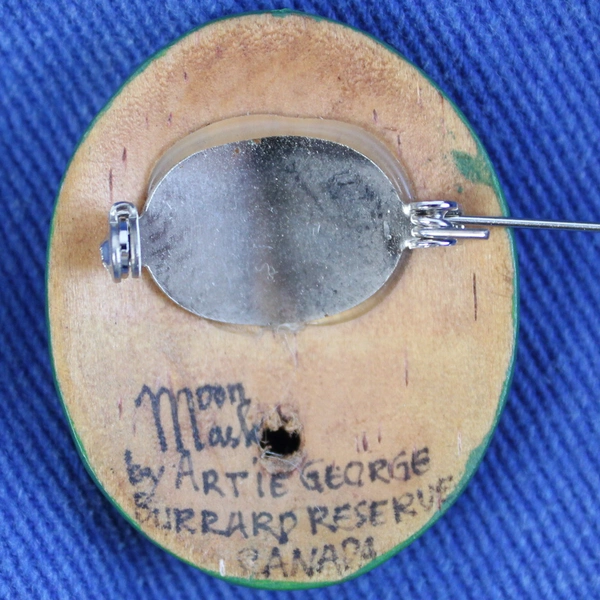 Moon
Mask
by ARTIE GEORGE
BURRARD RESERVE
CANADA